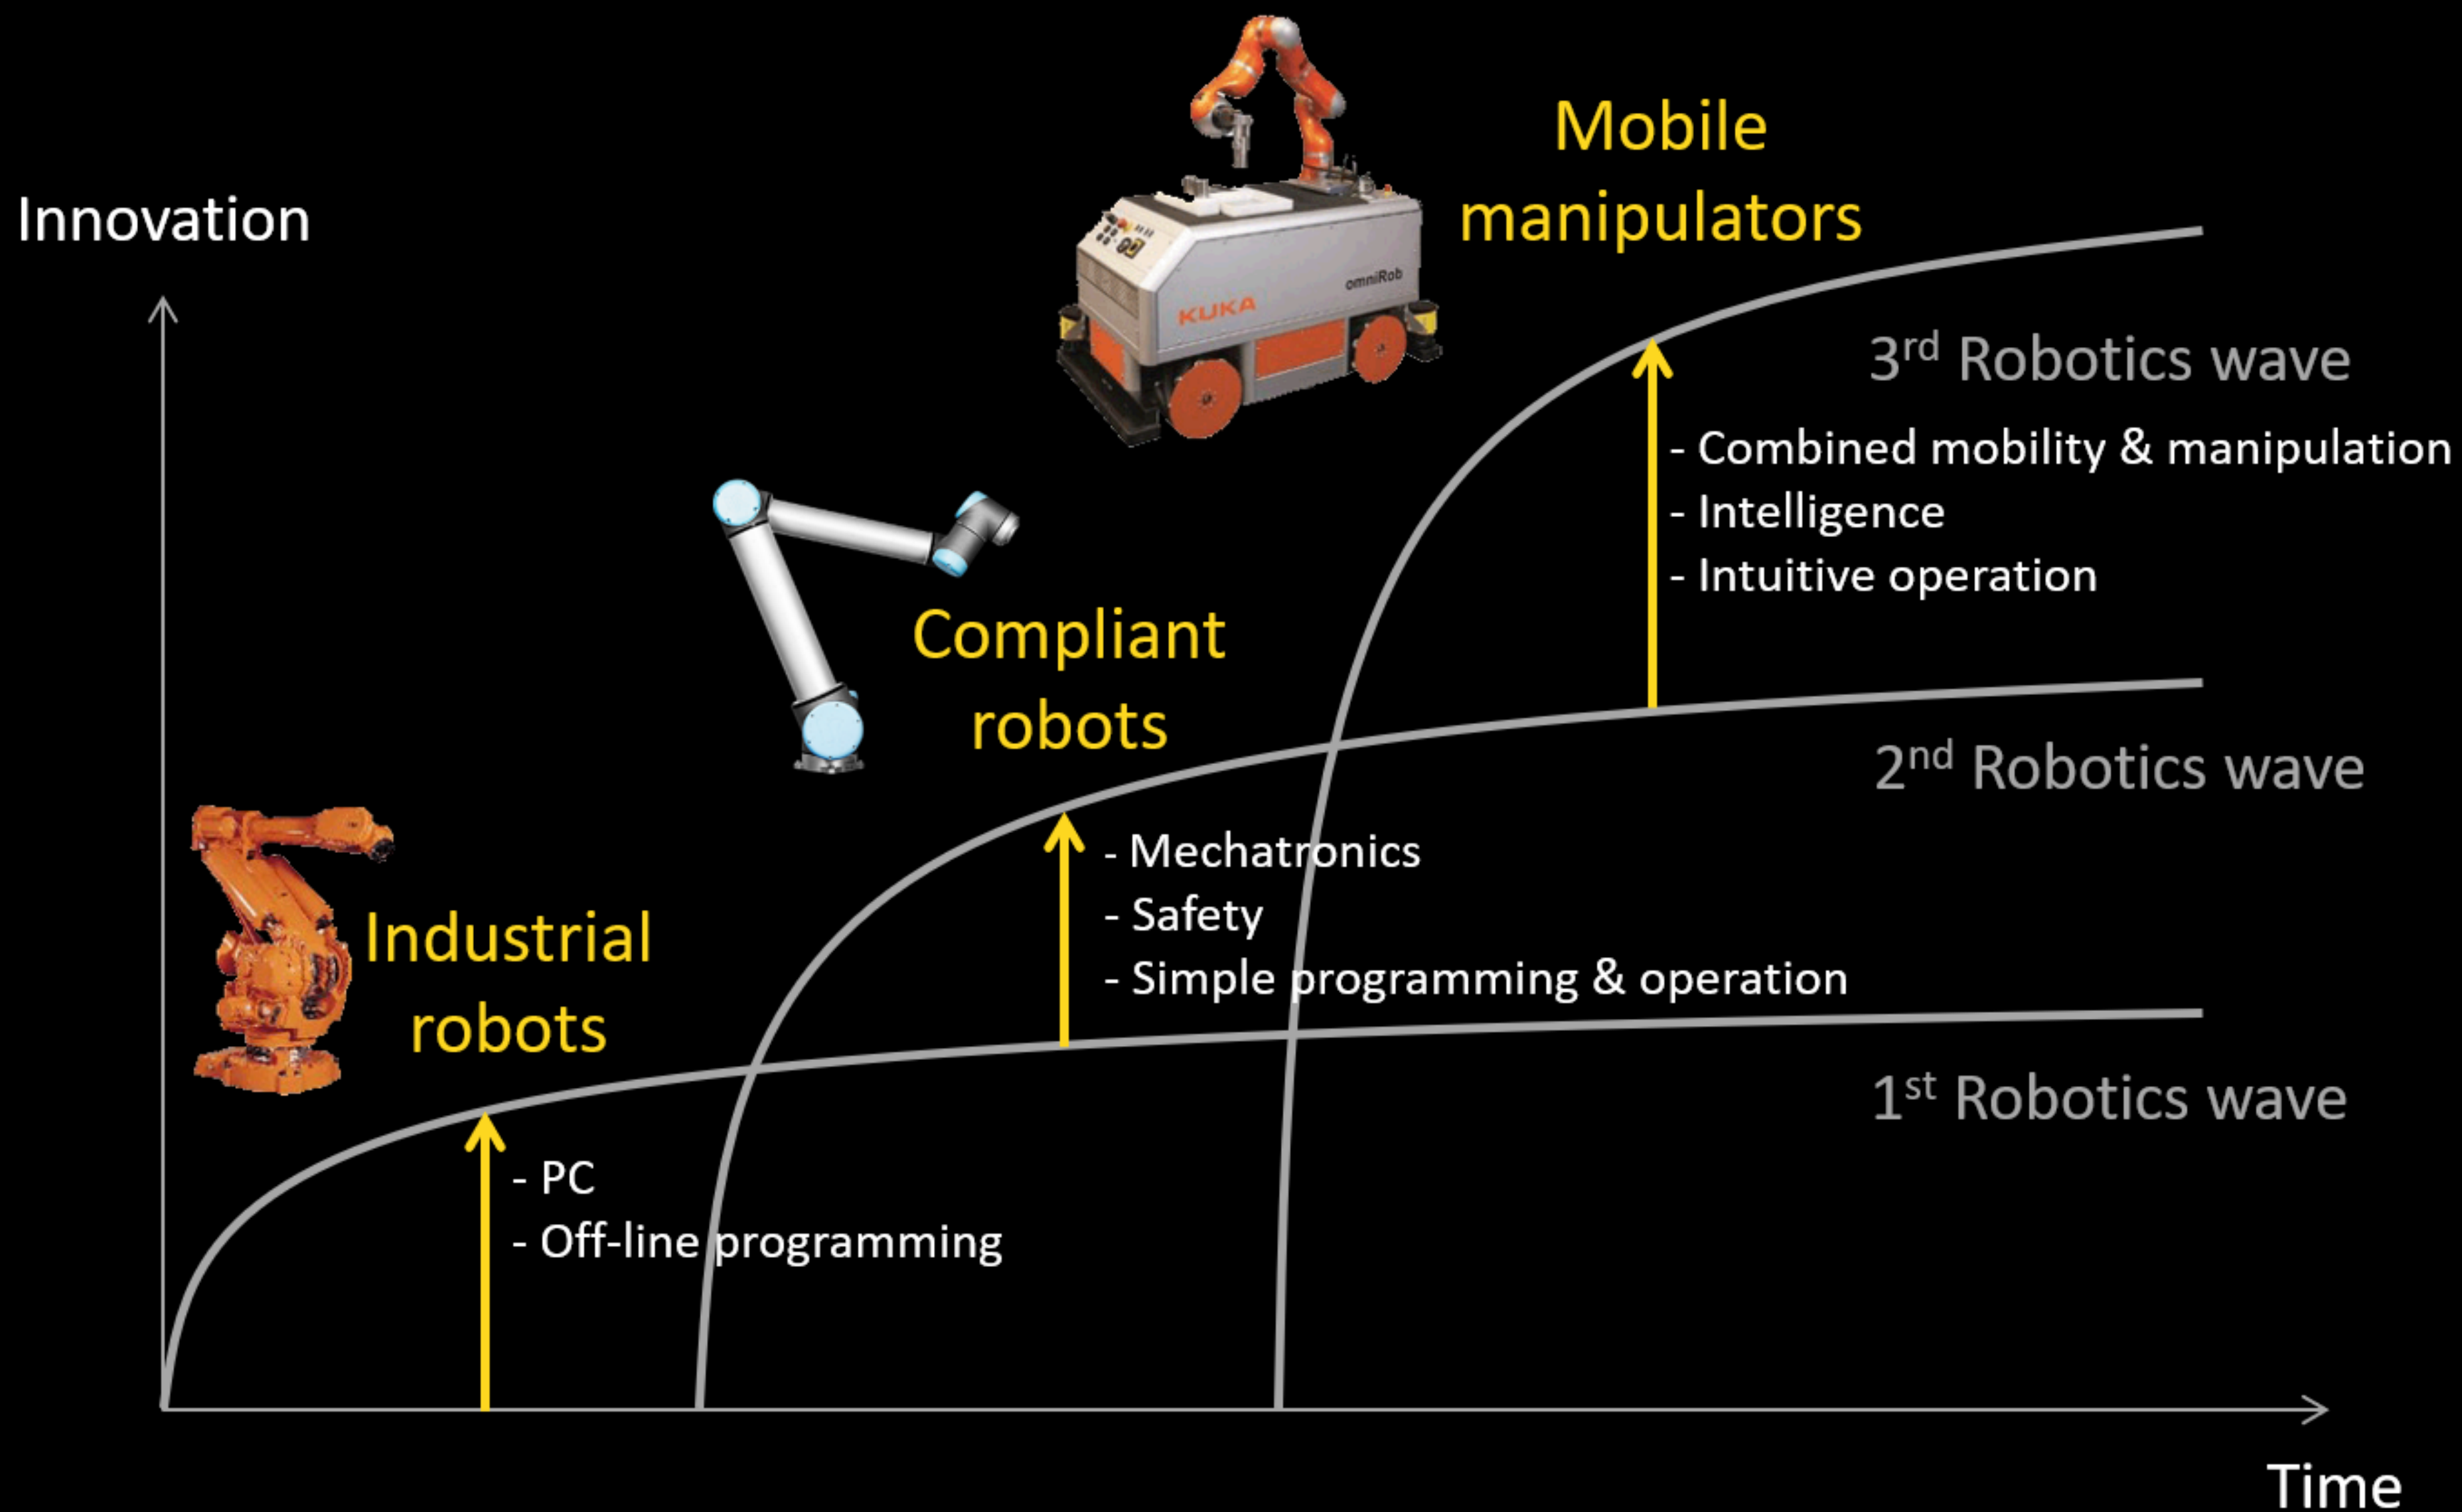 Innovation
Mobile
manipulators
omniRob
KUKA
3rd Robotics wave
- Combined mobility & manipulation
- Intelligence
- Intuitive operation
Compliant
robots
2nd Robotics wave
- Mechatronics
- Safety
- Simple programming & operation
Industrial
robots
1st Robotics wave
- PC
- Off-line programming
Time